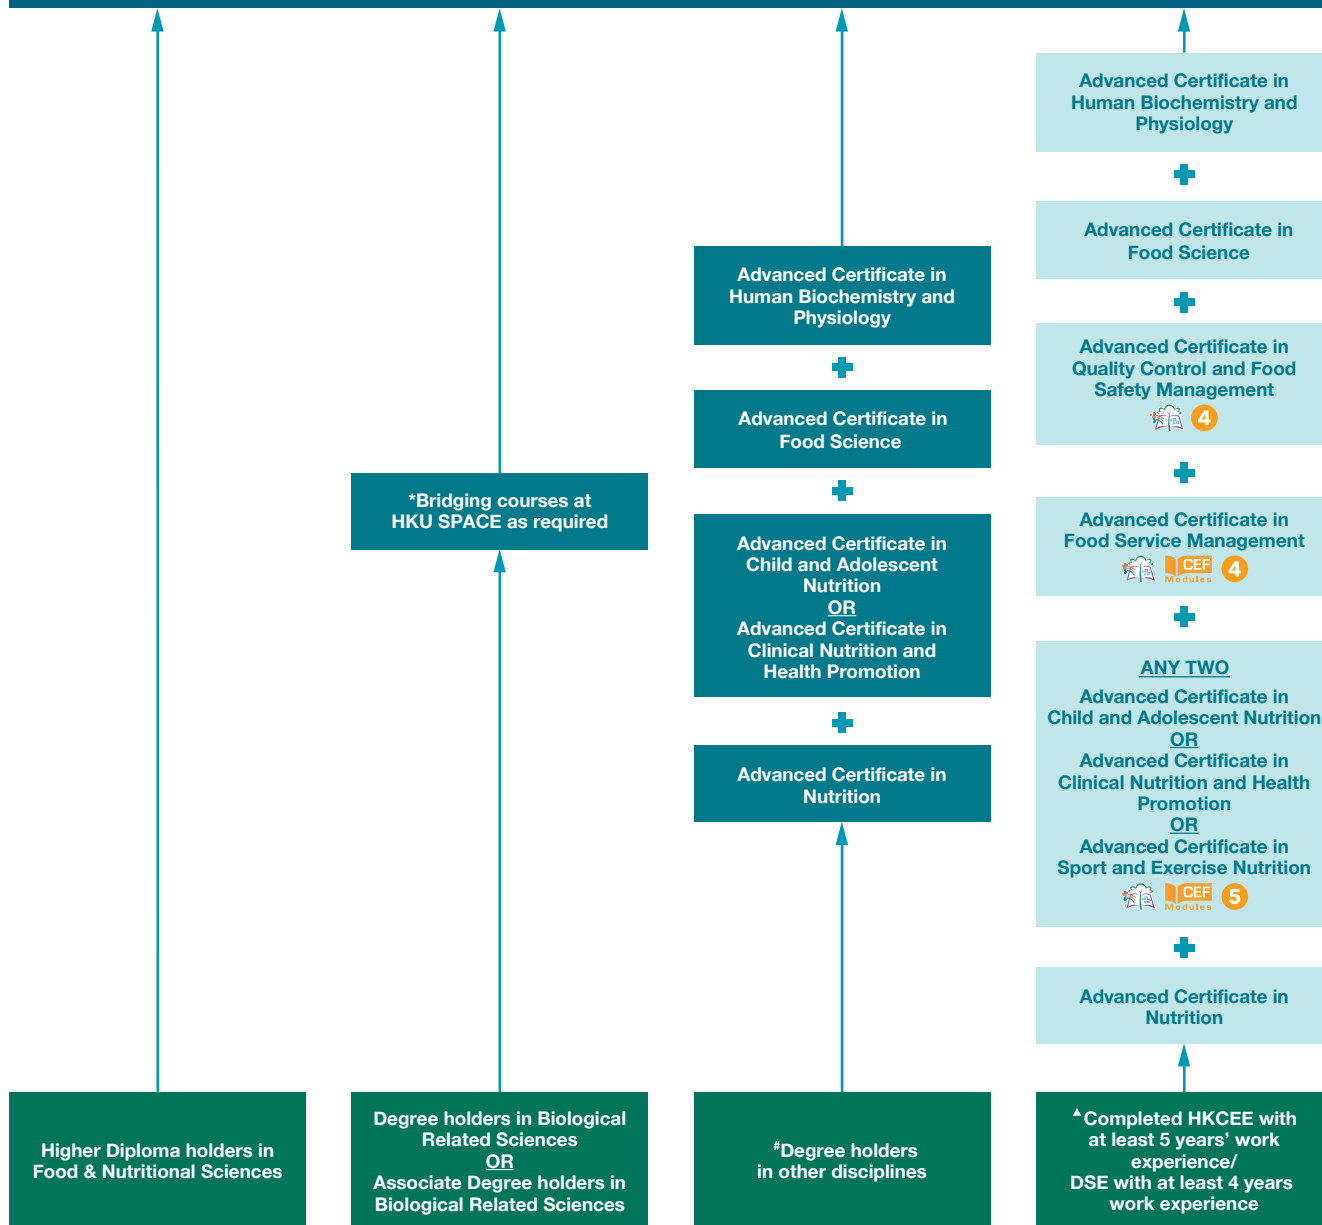 Advanced Certificate in
Human Biochemistry and
Physiology
Advanced Certificate in
Food Science
Advanced Certificate in
Quality Control and Food
Safety Management
4
Advanced Certificate in
Food Service Management
CEF
Modules
4
ANY TWO
Advanced Certificate in
Child and Adolescent Nutrition
OR
Advanced Certificate in
Clinical Nutrition and Health
Promotion
OR
Advanced Certificate in
Sport and Exercise Nutrition
CEF
Modules
5
Advanced Certificate in
Nutrition
Advanced Certificate in
Human Biochemistry and
Physiology
Advanced Certificate in
Food Science
Advanced Certificate in
Child and Adolescent
Nutrition
OR
Advanced Certificate in
Clinical Nutrition and
Health Promotion
Advanced Certificate in
Nutrition
*Bridging courses at
HKU SPACE as required
Higher Diploma holders in
Food & Nutritional Sciences
Degree holders in Biological
Related Sciences
OR
Associate Degree holders in
Biological Related Sciences
#Degree holders
in other disciplines
▲Completed HKCEE with
at least 5 years’ work
experience/
DSE with at least 4 years
work experience